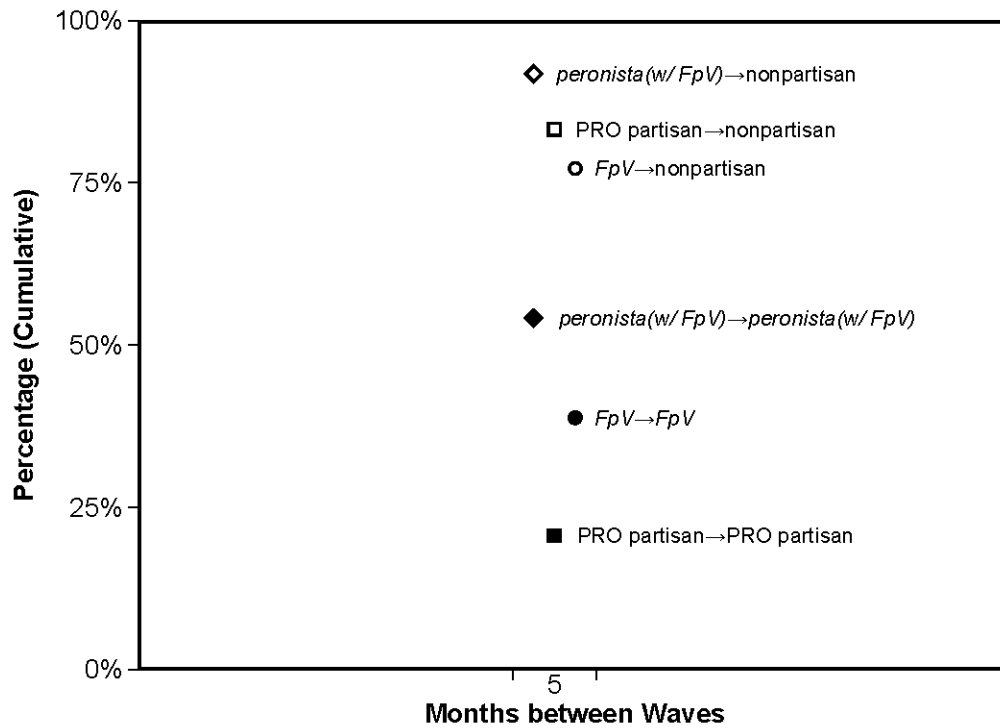 100%
peronista(w/ FpV)→nonpartisan
PRO partisan→nonpartisan
FpV→nonpartisan
75%
peronista(w/ FpV)→peronista(w/ FpV)
50%
FpV→FpV
25%
PRO partisan→PRO partisan
0%
5
Months between Waves
Percentage (Cumulative)